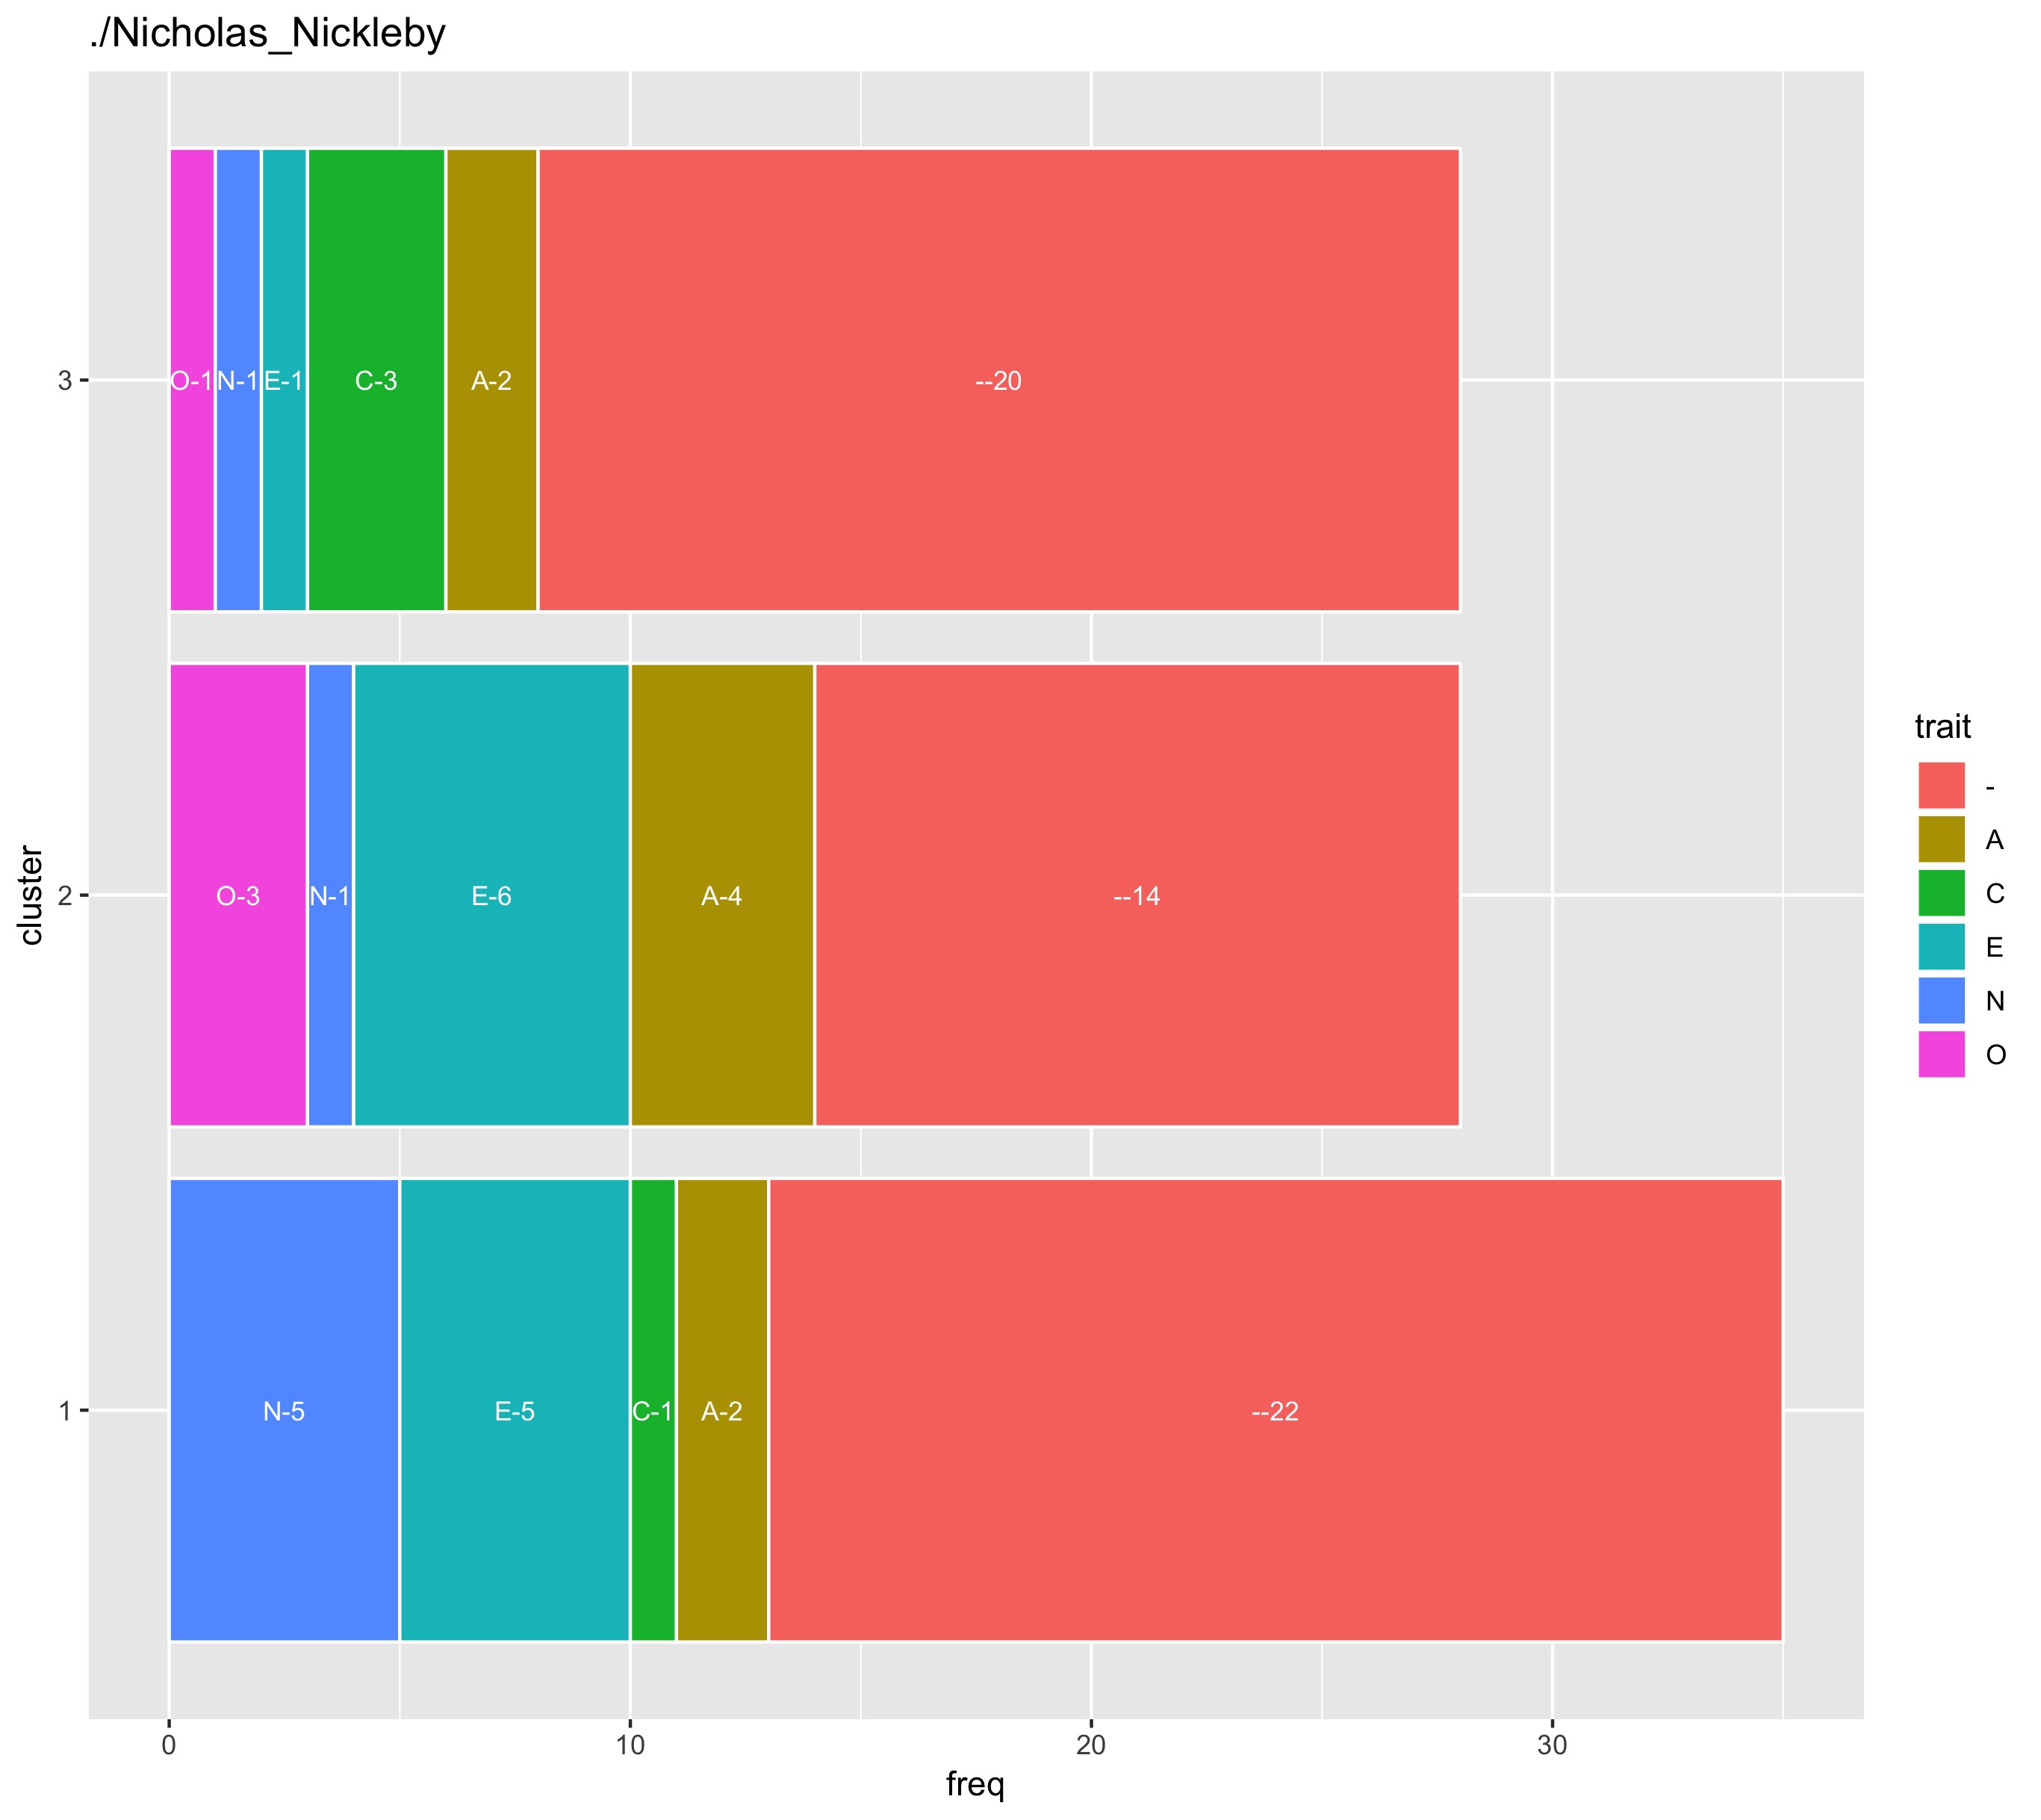 ./Nicholas_Nickleby
cluster
3
O-1 N-1 E-1 C-3 A-2 --20
2
O-3 N-1 E-6 A-4 --14
1
N-5 E-5 C-1 A-2 --22
0 10 20 30
freq
trait
-
A
C
E
N
O